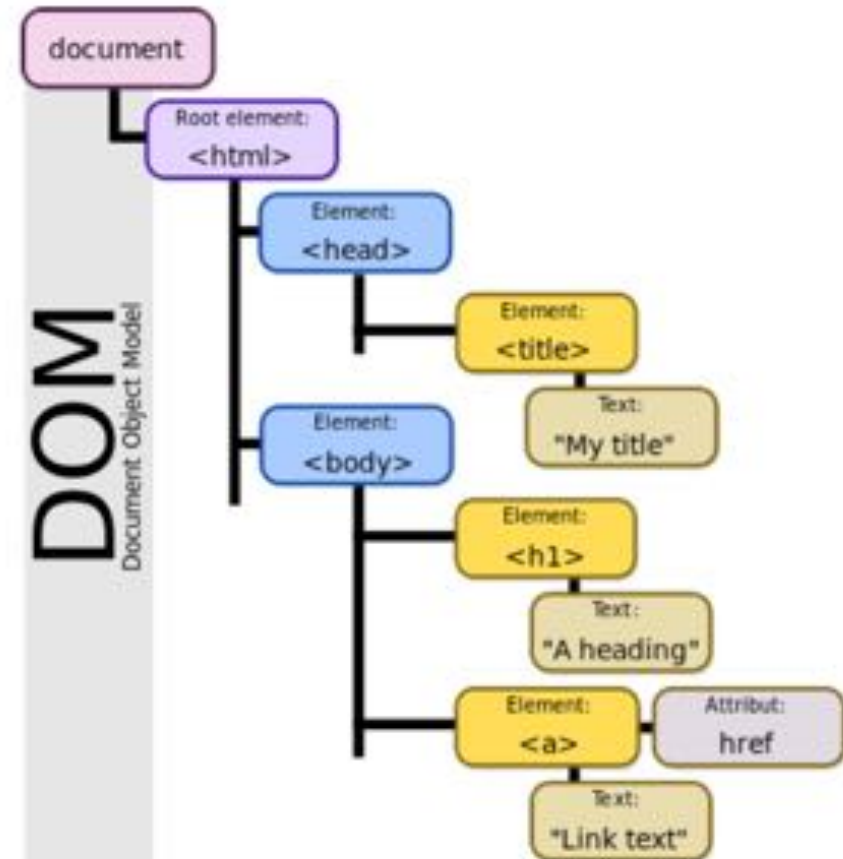 document
Root element:
<html>
Element:
<head>
Element:
<title>
Text:
"My title"
Element:
<body>
Element:
<h1>
Text:
"A heading"
Element:
<a>
Attribut:
href
Text:
"Link text"
DOM
Document Object Model